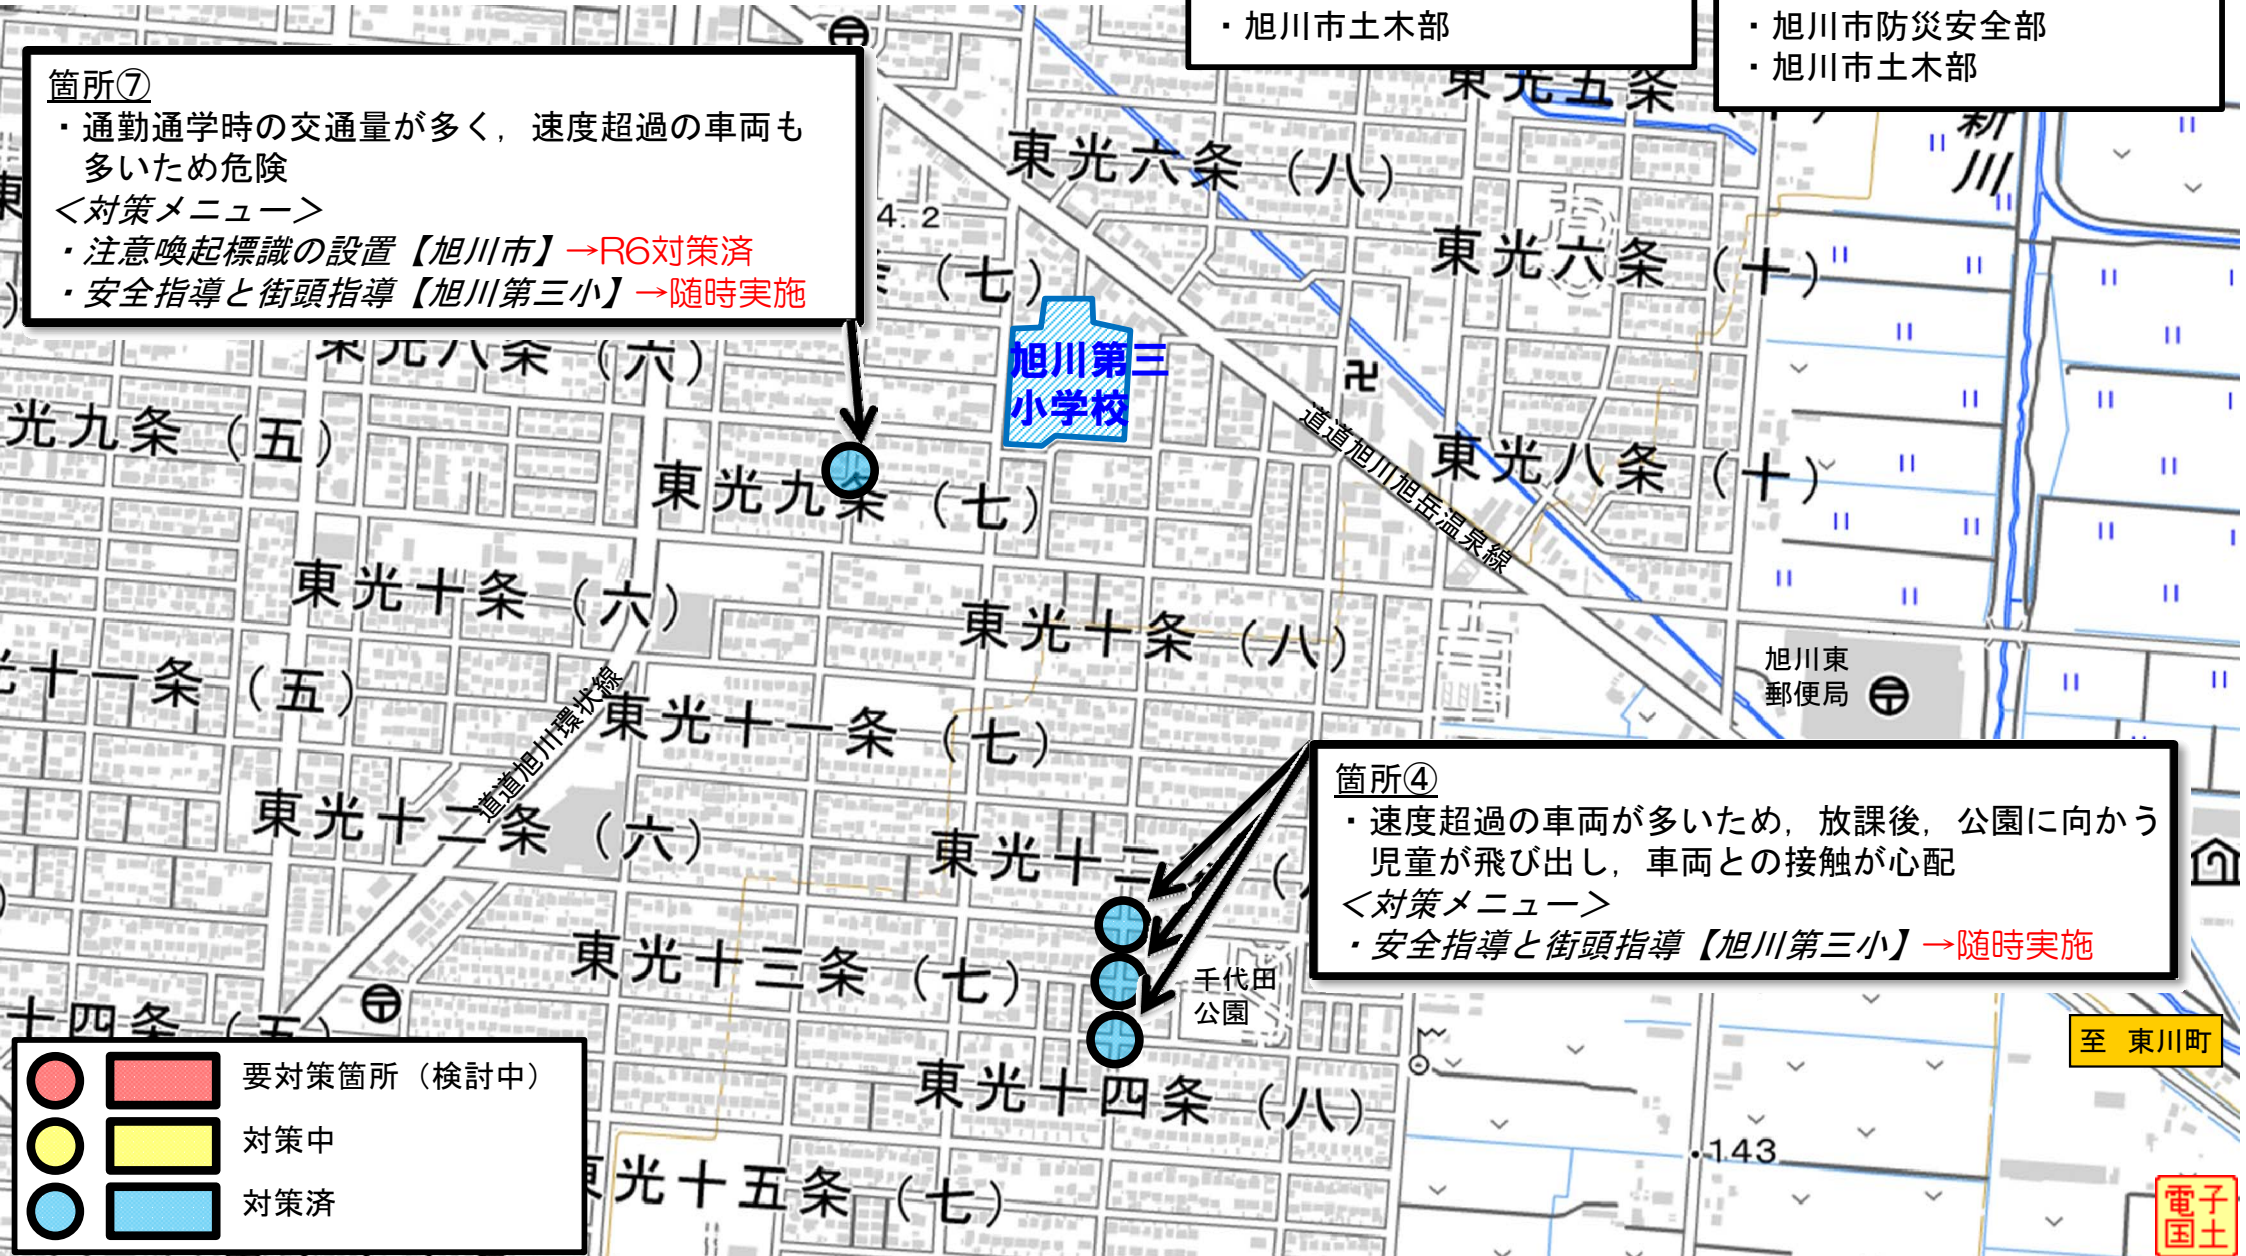 ・旭川市土木部
・旭川市防災安全部
・旭川市土木部
箇所⑦
・通勤通学時の交通量が多く，速度超過の車両も
多いため危険
＜対策メニュー＞
・注意喚起標識の設置【旭川市】→R6対策済
・安全指導と街頭指導【旭川第三小】→随時実施
東光五条
新川
東光六条（八）
4.2
東光六条（十）
（七）
旭川第三
小学校
東光八条（六）
光九条（五）
東光九条（七）
道道旭川旭岳温泉線
東光八条（十）
東光十条（六）
東光十条（八）
旭川東
郵便局
光十一条（五）
道道旭川環状線
東光十一条（七）
東光十二条（六）
東光十二
箇所④
・速度超過の車両が多いため，放課後，公園に向かう
児童が飛び出し，車両との接触が心配
＜対策メニュー＞
・安全指導と街頭指導【旭川第三小】→随時実施
東光十三条（七）
千代田
公園
十四条（五）
至 東川町
東光十四条（八）
要対策箇所（検討中）
対策中
対策済
・143
東光十五条（七）
電子
国土